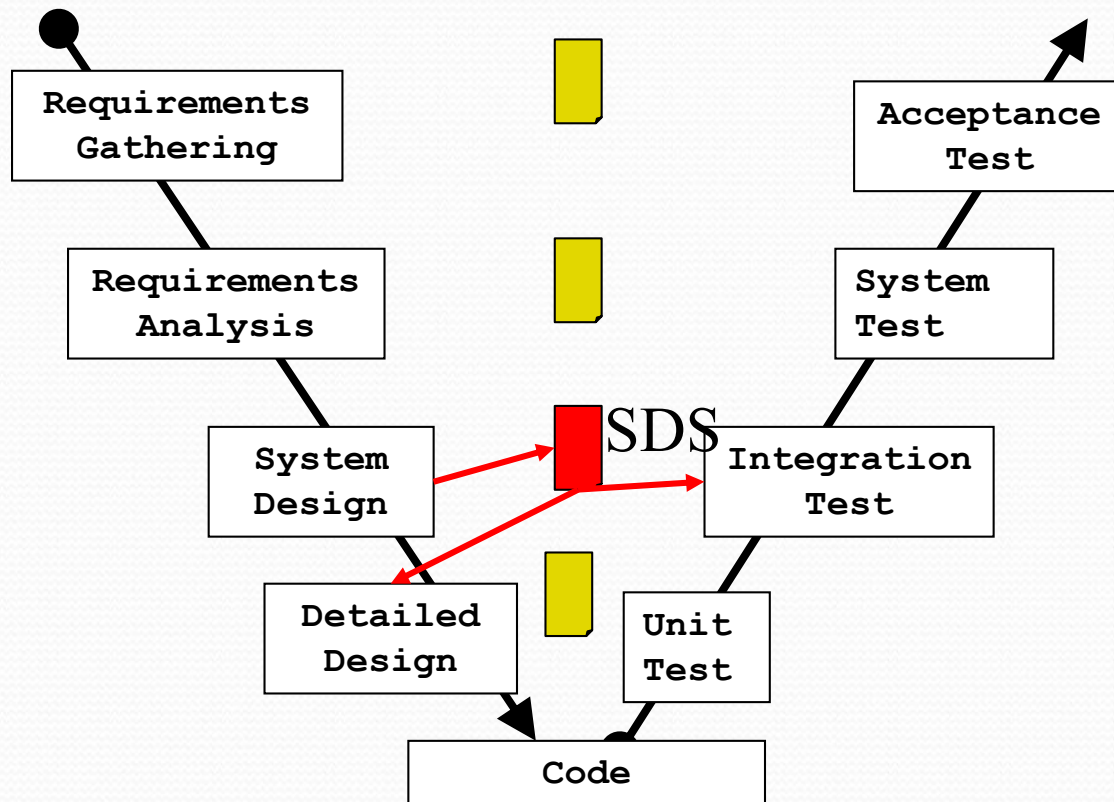 Requirements
Gathering
Acceptance
Test
Requirements
Analysis
System
Test
SDS
System
Design
Integration
Test
Detailed
Design
Unit
Test
Code